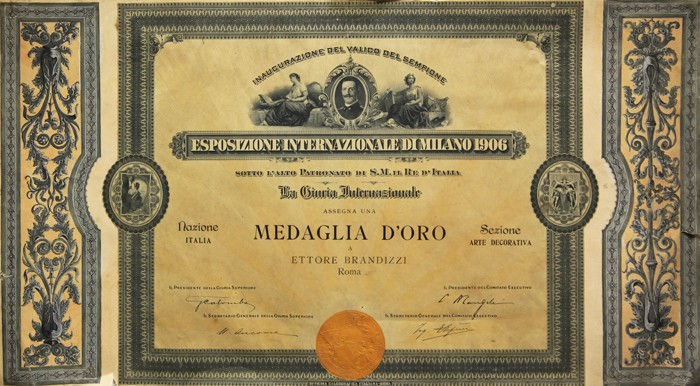 INAUGURAZIONE DEL VALICO DEL SEMPIONE
ESPOSIZIONE INTERNAZIONALE DI MILANO 1906
SOTTO L'ALTO PATRONATO DI S.M. IL RE D'ITALIA
La Giuria Internazionale
ASSEGNA UNA
Nazione
ITALIA
MEDAGLIA D'ORO
Sezione
ARTE DECORATIVA
a
ETTORE BRANDIZZI
Roma
IL PRESIDENTE DELLA GIURIA SUPERIORE
IL PRESIDENTE DEL COMITATO ESECUTIVO
IL SEGRETARIO GENERALE DELLA GIURIA SUPERIORE
IL SEGRETARIO GENERALE DEL COMITATO ESECUTIVO